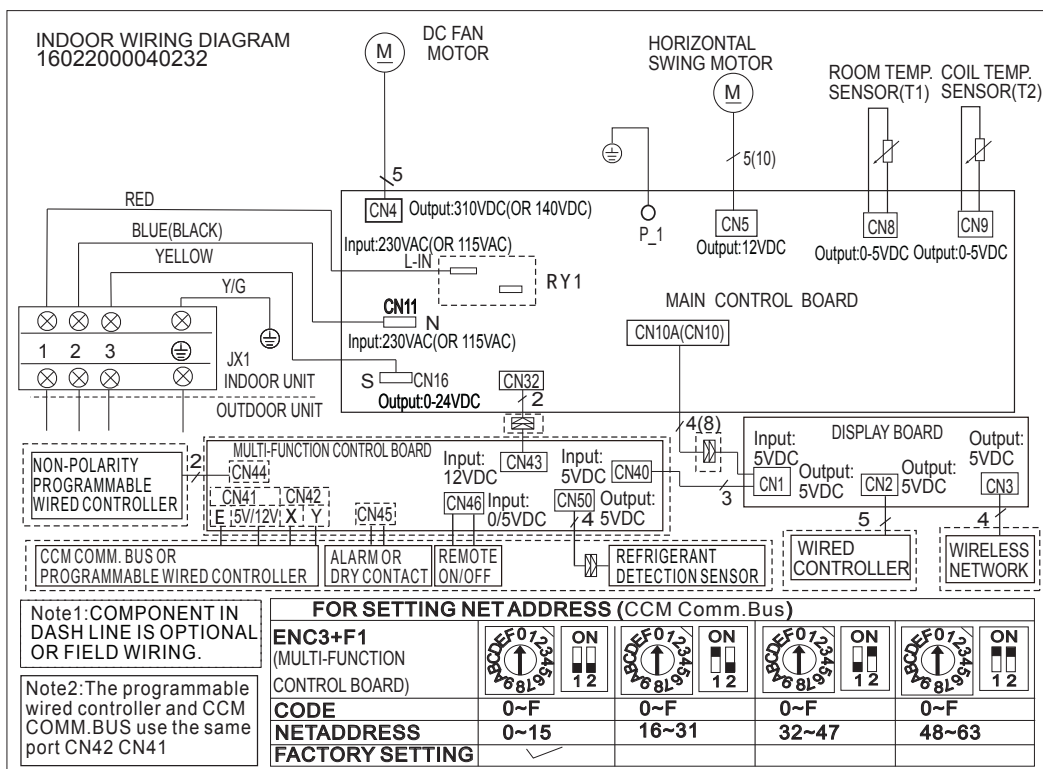 INDOOR WIRING DIAGRAM
16022000040232
DC FAN
MOTOR
M
HORIZONTAL
SWING MOTOR
M
ROOM TEMP.
SENSOR(T1)
COIL TEMP.
SENSOR(T2)
5
5(10)
RED
BLUE(BLACK)
YELLOW
Y/G
CN4
Output:310VDC(OR 140VDC)
P_1
CN5
Output:12VDC
CN8
Output:0-5VDC
CN9
Output:0-5VDC
Input:230VAC(OR 115VAC)
L-IN
RY1
CN11
N
Input:230VAC(OR 115VAC)
MAIN CONTROL BOARD
CN10A(CN10)
S
CN16
Output:0-24VDC
CN32
2
1
2
3
JX1
INDOOR UNIT
OUTDOOR UNIT
4(8)
NON-POLARITY
PROGRAMMABLE
WIRED CONTROLLER
2
MULTI-FUNCTION CONTROL BOARD
CN44
CN41
CN42
E
5V/12V
X
Y
CN45
Input:
12VDC
CN43
CN46
Input:
0/5VDC
Input:
5VDC
CN40
CN50
Output:
5VDC
4
3
DISPLAY BOARD
Input:
5VDC
CN1
Output:
5VDC
CN2
Output:
5VDC
Output:
5VDC
CN3
5
4
CCM COMM. BUS OR
PROGRAMMABLE WIRED CONTROLLER
ALARM OR
DRY CONTACT
REMOTE
ON/OFF
REFRIGERANT
DETECTION SENSOR
WIRED
CONTROLLER
WIRELESS
NETWORK
Note1:COMPONENT IN
DASH LINE IS OPTIONAL
OR FIELD WIRING.
Note2:The programmable
wired controller and CCM
COMM.BUS use the same
port CN42 CN41
FOR SETTING NET ADDRESS (CCM Comm.Bus)
ENC3+F1
(MULTI-FUNCTION
CONTROL BOARD)
0123456789ABCDEF
ON
1 2
0123456789ABCDEF
ON
1 2
0123456789ABCDEF
ON
1 2
0123456789ABCDEF
ON
1 2
CODE 0~F 0~F 0~F 0~F
NETADDRESS 0~15 16~31 32~47 48~63
FACTORY SETTING